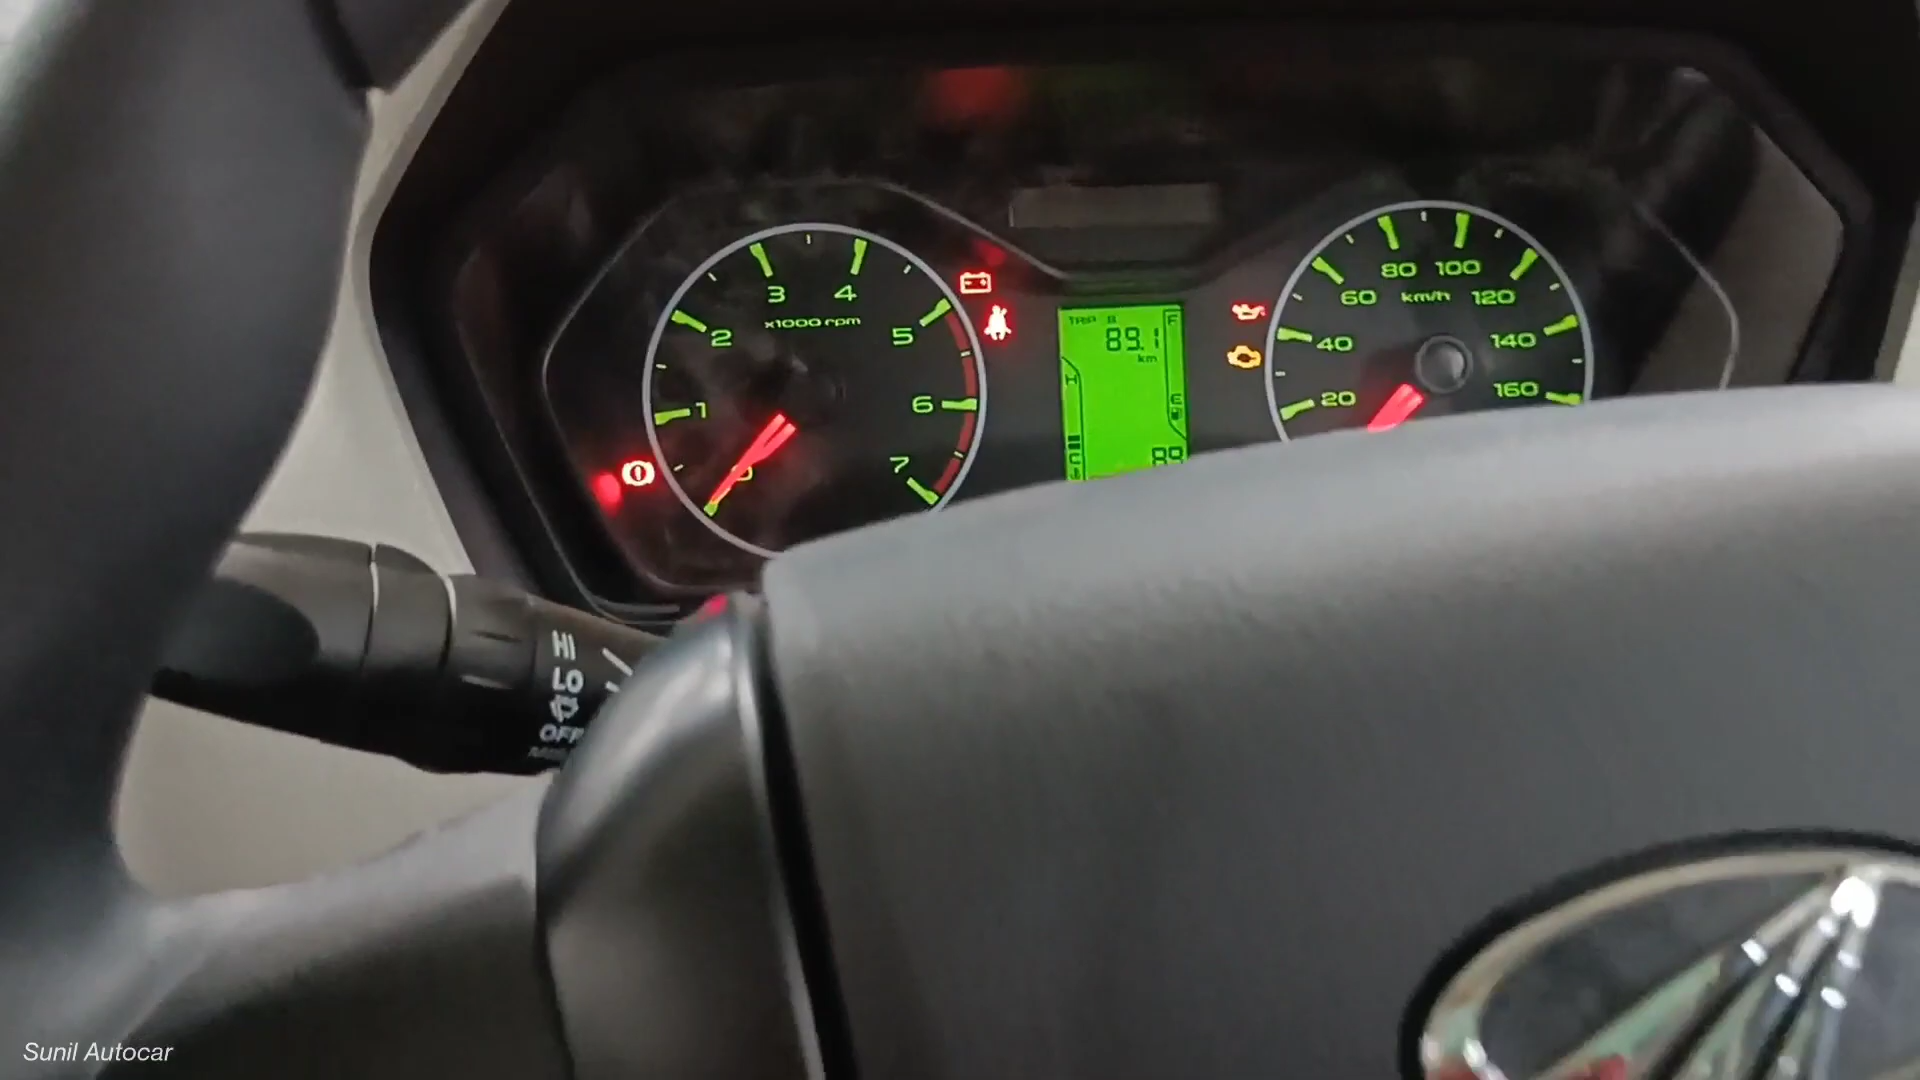 3 4
x1000 rpm
2 5
1 6
7
TRIP B
89.1
km
F
H
E
C
89
80 100
60 km/h 120
40 140
20 160
HI
LO
OFF
Sunil Autocar